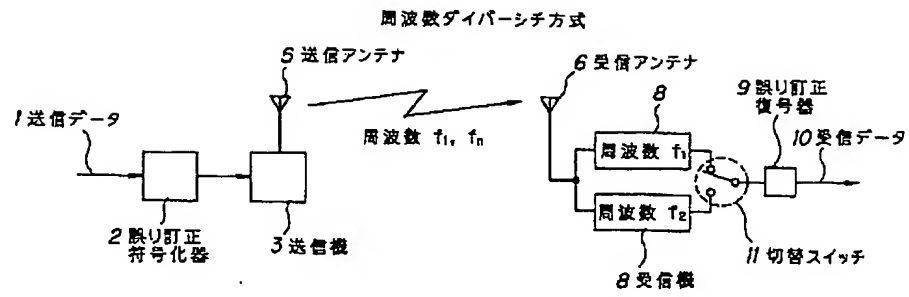 周波数ダイバーシチ方式
5 送信アンテナ
6 受信アンテナ
1 送信データ
周波数 f₁, fn
8
9 誤り訂正
復号器
10 受信データ
周波数 f₁
周波数 f₂
2 誤り訂正
符号化器
3 送信機
8 受信機
11 切替スイッチ